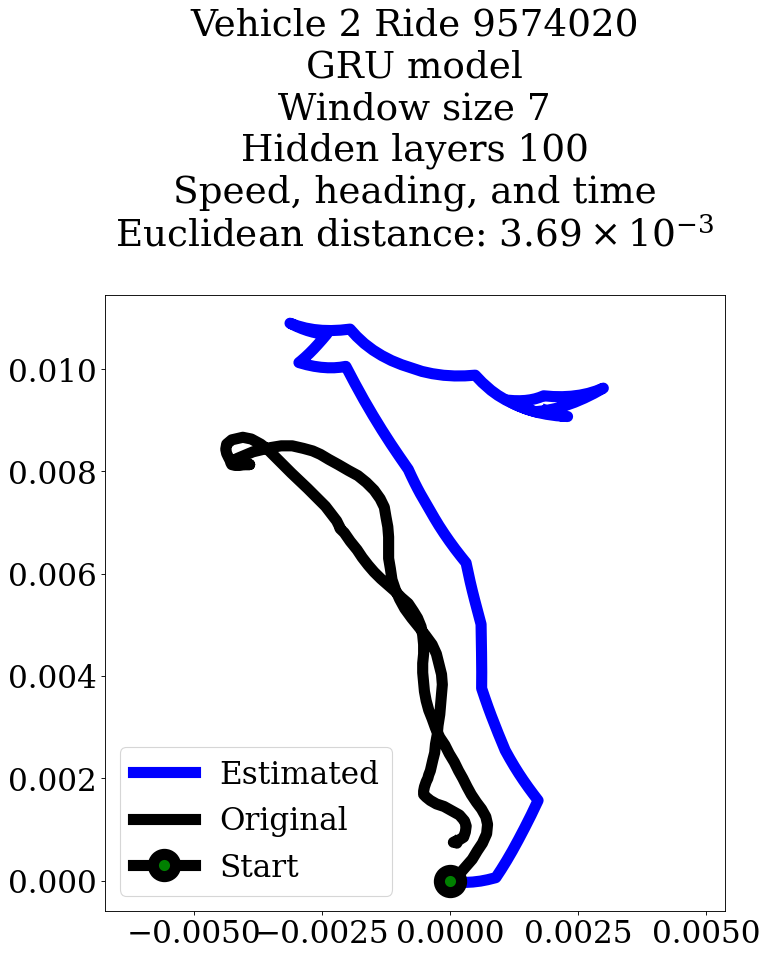 Vehicle 2 Ride 9574020
GRU model
Window size 7
Hidden layers 100
Speed, heading, and time
Euclidean distance: 3.69 × 10⁻³
0.010
0.008
0.006
0.004
0.002
0.000
Estimated
Original
Start
−0.0050 −0.0025 0.0000 0.0025 0.0050